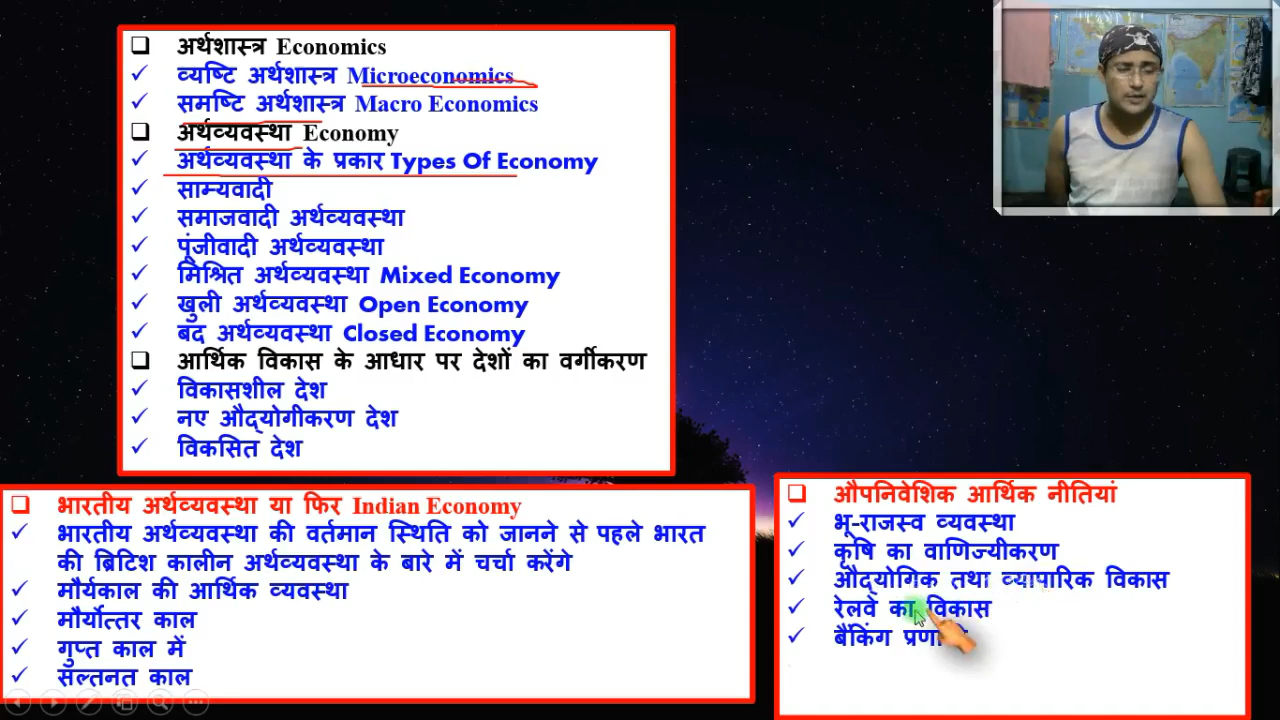 अर्थशास्त्र Economics
व्यष्टि अर्थशास्त्र Microeconomics
समष्टि अर्थशास्त्र Macro Economics
अर्थव्यवस्था Economy
अर्थव्यवस्था के प्रकार Types Of Economy
साम्यवादी
समाजवादी अर्थव्यवस्था
पूंजीवादी अर्थव्यवस्था
मिश्रित अर्थव्यवस्था Mixed Economy
खुली अर्थव्यवस्था Open Economy
बद अर्थव्यवस्था Closed Economy
आर्थिक विकास के आधार पर देशों का वर्गीकरण
विकासशील देश
नए औद्योगीकरण देश
विकसित देश
भारतीय अर्थव्यवस्था या फिर Indian Economy
भारतीय अर्थव्यवस्था की वर्तमान स्थिति को जानने से पहले भारत
की ब्रिटिश कालीन अर्थव्यवस्था के बारे में चर्चा करेंगे
मौर्यकाल की आर्थिक व्यवस्था
मौर्योत्तर काल
गुप्त काल में
सल्तनत काल
औपनिवेशिक आर्थिक नीतियां
भू-राजस्व व्यवस्था
कृषि का वाणिज्यीकरण
औद्योगिक तथा व्यापारिक विकास
रेलवे का विकास
बैंकिंग